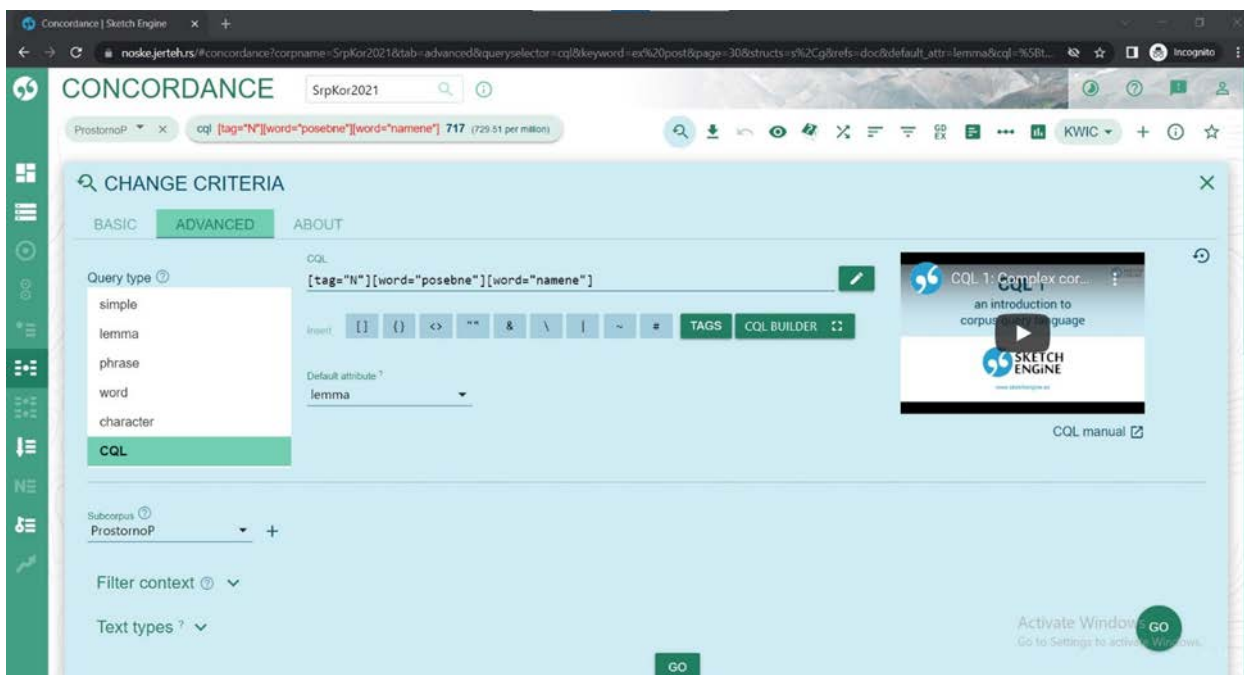 Concordance | Sketch Engine
noske.jerteh.rs/#concordance?corpname=SrpKor2021&tab=advanced&queryselector=cql&keyword=ex%20post&page=30&structs=s%2Cg&refs=doc&default_attr=lemma&cql=%5Bt...
Incognito
CONCORDANCE
SrpKor2021
ProstornoP
cql [tag="N"][word="posebne"][word="namene"] 717 (729.51 per million)
GD EX
KWIC
CHANGE CRITERIA
BASIC ADVANCED ABOUT
Query type
simple
lemma
phrase
word
character
CQL
CQL
[tag="N"][word="posebne"][word="namene"]
Insert [] {} <> "" & \ | ~ # TAGS CQL BUILDER
Default attribute ?
lemma
CQL 1: Complex cor...
CQL 1
an introduction to
corpus query language
SKETCH
ENGINE
CQL manual
Subcorpus
ProstornoP
Filter context
Text types ?
Activate Windows
Go to Settings to activate Windows.
GO
GO